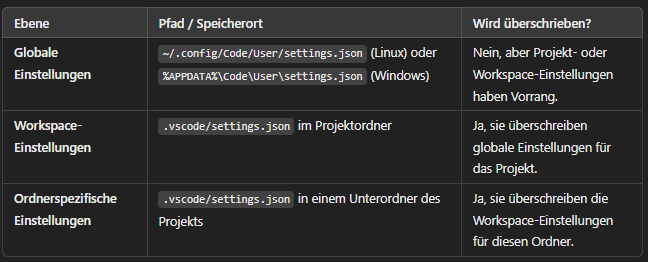 Ebene Pfad / Speicherort Wird überschrieben?
Globale Einstellungen
~/.config/Code/User/settings.json (Linux) oder
%APPDATA%\Code\User\settings.json (Windows)
Nein, aber Projekt- oder
Workspace-Einstellungen
haben Vorrang.
Workspace-
Einstellungen
.vscode/settings.json im Projektordner
Ja, sie überschreiben
globale Einstellungen für
das Projekt.
Ordnerspezifische
Einstellungen
.vscode/settings.json in einem Unterordner des
Projekts
Ja, sie überschreiben die
Workspace-Einstellungen
für diesen Ordner.